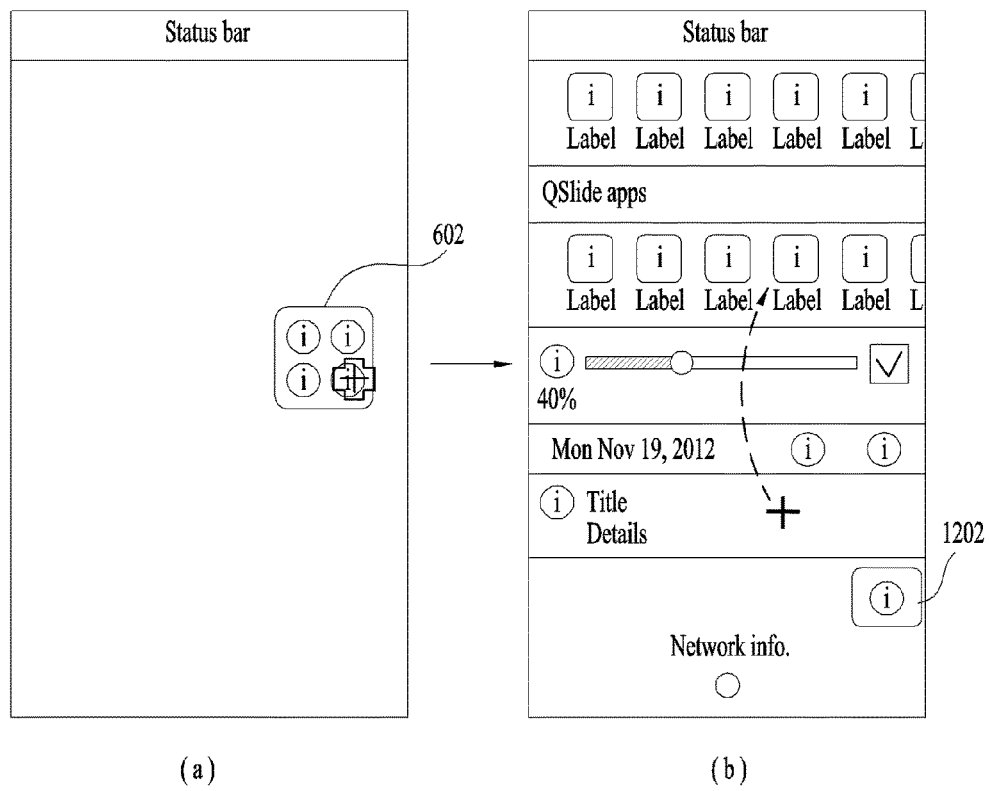 Status bar
602
i i
i i
(a)
Status bar
i i i i i
Label Label Label Label Label L
QSlide apps
i i i i i
Label Label Label Label Label L
i
40%
Mon Nov 19, 2012 i i
i Title
Details
1202
i
Network info.
(b)